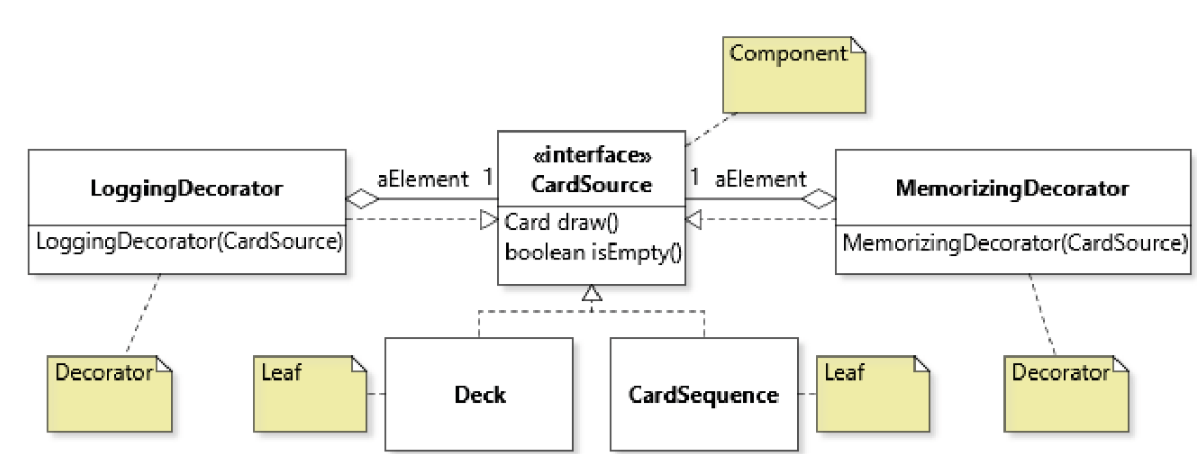 Component
«interface»
CardSource
Card draw()
boolean isEmpty()
LoggingDecorator
LoggingDecorator(CardSource)
aElement 1
1 aElement
MemorizingDecorator
MemorizingDecorator(CardSource)
Decorator
Leaf
Deck
CardSequence
Leaf
Decorator